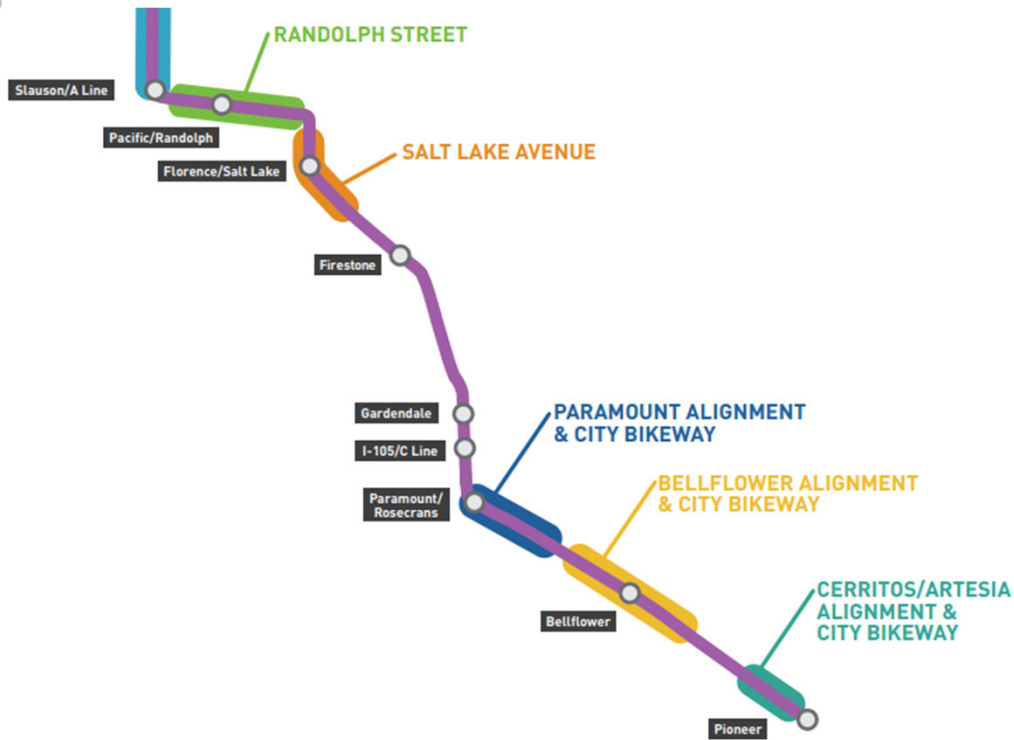 RANDOLPH STREET
Slauson/A Line
Pacific/Randolph
SALT LAKE AVENUE
Florence/Salt Lake
Firestone
Gardendale
PARAMOUNT ALIGNMENT
& CITY BIKEWAY
I-105/C Line
Paramount/
Rosecrans
BELLFLOWER ALIGNMENT
& CITY BIKEWAY
Bellflower
CERRITOS/ARTESIA
ALIGNMENT &
CITY BIKEWAY
Pioneer